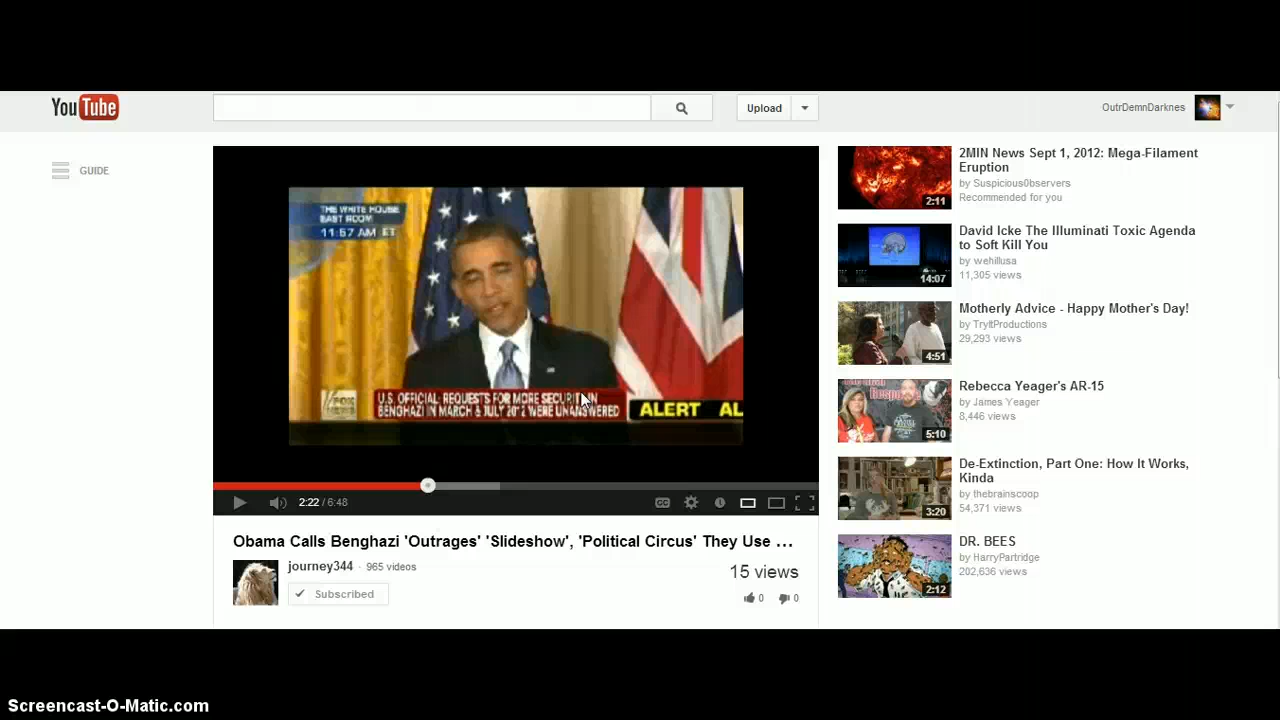 YouTube
Upload
OutrDemnDarknes
GUIDE
THE WHITE HOUSE
EAST ROOM
11:57 AM ET
FOX
NEWS
U.S. OFFICIAL: REQUESTS FOR MORE SECURITY IN
BENGHAZI IN MARCH & JULY 2012 WERE UNANSWERED
ALERT AL
2:22 / 6:48
CC
Obama Calls Benghazi 'Outrages' 'Slideshow', 'Political Circus' They Use ...
journey344 · 965 videos
Subscribed
15 views
0 0
2MIN News Sept 1, 2012: Mega-Filament
Eruption
by Suspicious0bservers
Recommended for you
2:11
David Icke The Illuminati Toxic Agenda
to Soft Kill You
by wehillusa
11,305 views
14:07
Motherly Advice - Happy Mother's Day!
by TryItProductions
29,293 views
4:51
Rebecca Yeager's AR-15
by James Yeager
8,446 views
5:10
De-Extinction, Part One: How It Works,
Kinda
by thebrainscoop
54,371 views
3:20
DR. BEES
by HarryPartridge
202,636 views
2:12
Screencast-O-Matic.com